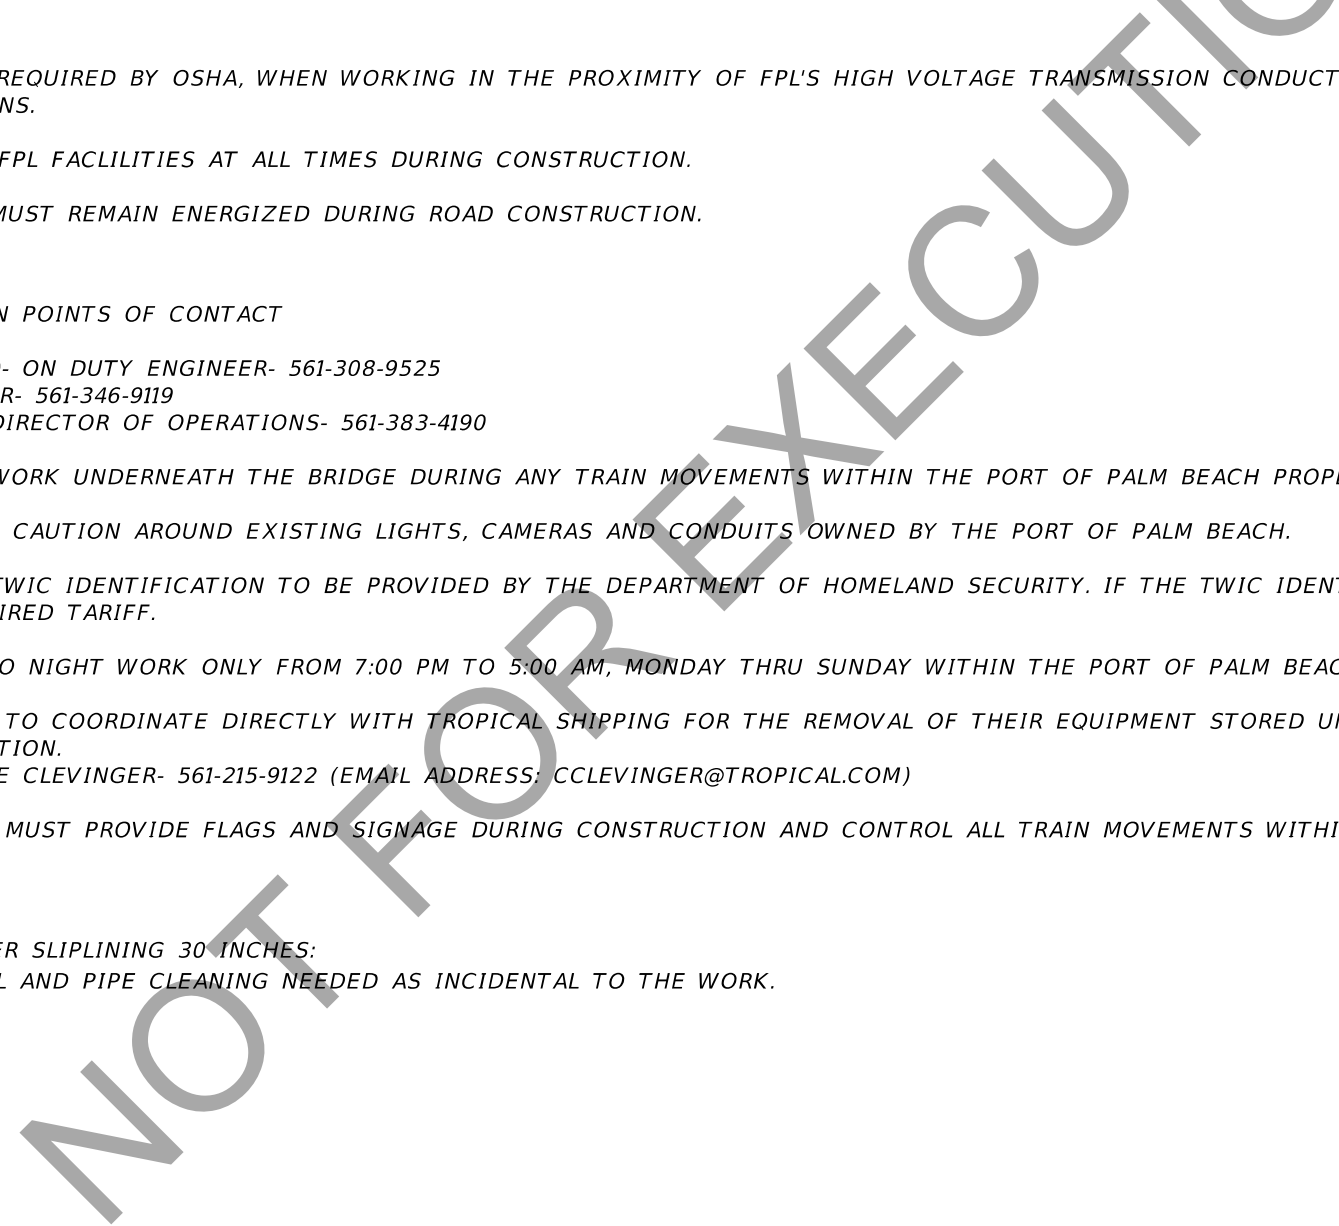 REQUIRED BY OSHA, WHEN WORKING IN THE PROXIMITY OF FPL'S HIGH VOLTAGE TRANSMISSION CONDUCT
NS.
FPL FACLILITIES AT ALL TIMES DURING CONSTRUCTION.
MUST REMAIN ENERGIZED DURING ROAD CONSTRUCTION.
N POINTS OF CONTACT
- ON DUTY ENGINEER- 561-308-9525
R- 561-346-9119
DIRECTOR OF OPERATIONS- 561-383-4190
WORK UNDERNEATH THE BRIDGE DURING ANY TRAIN MOVEMENTS WITHIN THE PORT OF PALM BEACH PROP
CAUTION AROUND EXISTING LIGHTS, CAMERAS AND CONDUITS OWNED BY THE PORT OF PALM BEACH.
TWIC IDENTIFICATION TO BE PROVIDED BY THE DEPARTMENT OF HOMELAND SECURITY. IF THE TWIC IDENT
IRED TARIFF.
O NIGHT WORK ONLY FROM 7:00 PM TO 5:00 AM, MONDAY THRU SUNDAY WITHIN THE PORT OF PALM BEAC
TO COORDINATE DIRECTLY WITH TROPICAL SHIPPING FOR THE REMOVAL OF THEIR EQUIPMENT STORED U
TION.
E CLEVINGER- 561-215-9122 (EMAIL ADDRESS: CCLEVINGER@TROPICAL.COM)
MUST PROVIDE FLAGS AND SIGNAGE DURING CONSTRUCTION AND CONTROL ALL TRAIN MOVEMENTS WITHI
ER SLIPLINING 30 INCHES:
L AND PIPE CLEANING NEEDED AS INCIDENTAL TO THE WORK.
NOT FOR EXECUTIO